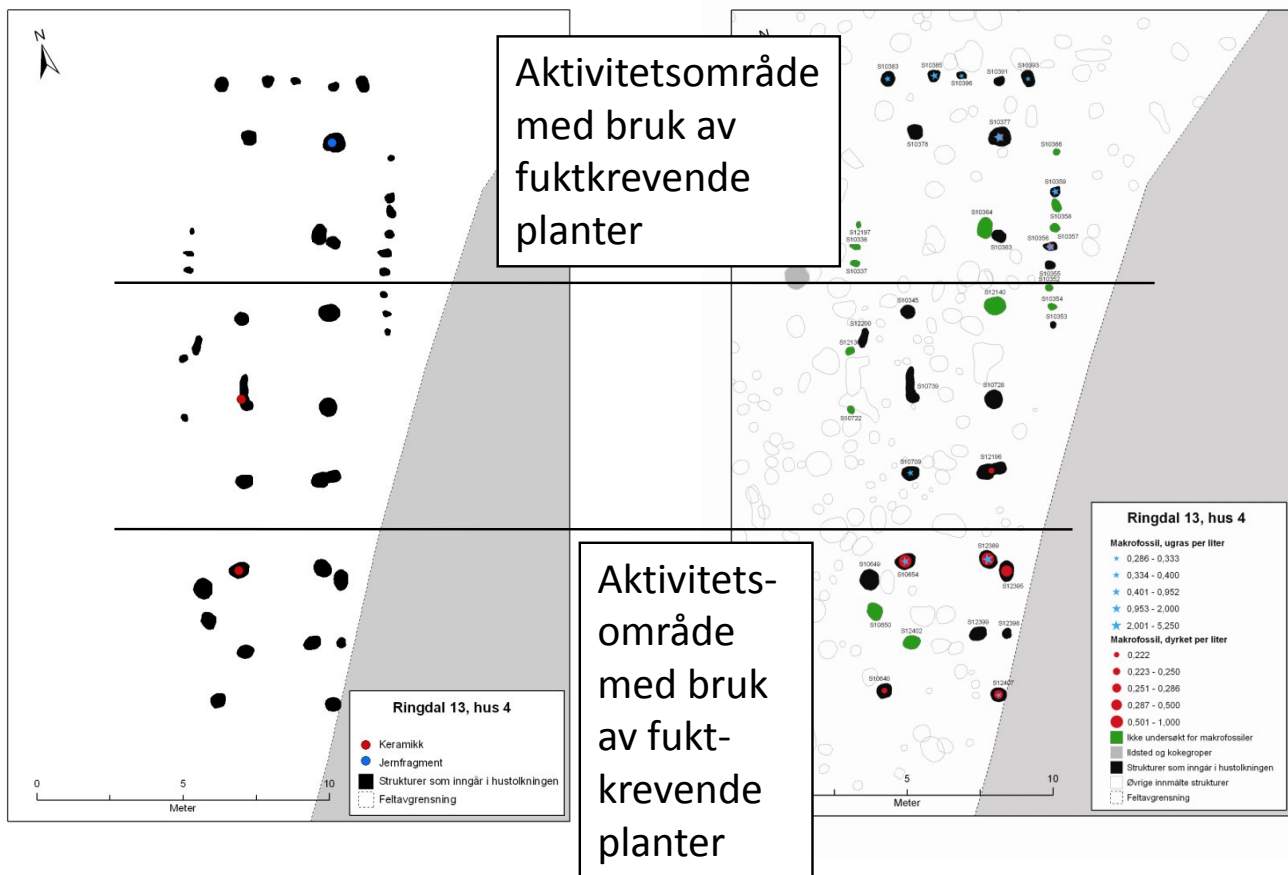 N
Ringdal 13, hus 4
Keramikk
Jernfragment
Strukturer som inngår i hustolkningen
Feltavgrensning
0
5
10
Meter
Aktivitetsområde
med bruk av
fuktkrevende
planter
Aktivitets-
område
med bruk
av fukt-
krevende
planter
N
S10383
S10385
S10396
S10391
S10393
S10378
S10377
S10366
S10359
S10358
S10364
S10363
S10357
S10356
S12197
S10338
S10337
S10355
S10352
S12140
S10354
S10353
S10345
S12200
S10739
S10728
S10722
S10709
S12196
S10649
S10654
S12389
S12395
S10650
S12402
S12399
S12398
S10640
S12407
5
10
Meter
Ringdal 13, hus 4
Makrofossil, ugras per liter
0,286 - 0,333
0,334 - 0,400
0,401 - 0,952
0,953 - 2,000
2,001 - 5,250
Makrofossil, dyrket per liter
0,222
0,223 - 0,250
0,251 - 0,286
0,287 - 0,500
0,501 - 1,000
Ikke undersøkt for makrofossiler
Ildsted og kokegroper
Strukturer som inngår i hustolkningen
Øvrige innmålte strukturer
Feltavgrensning